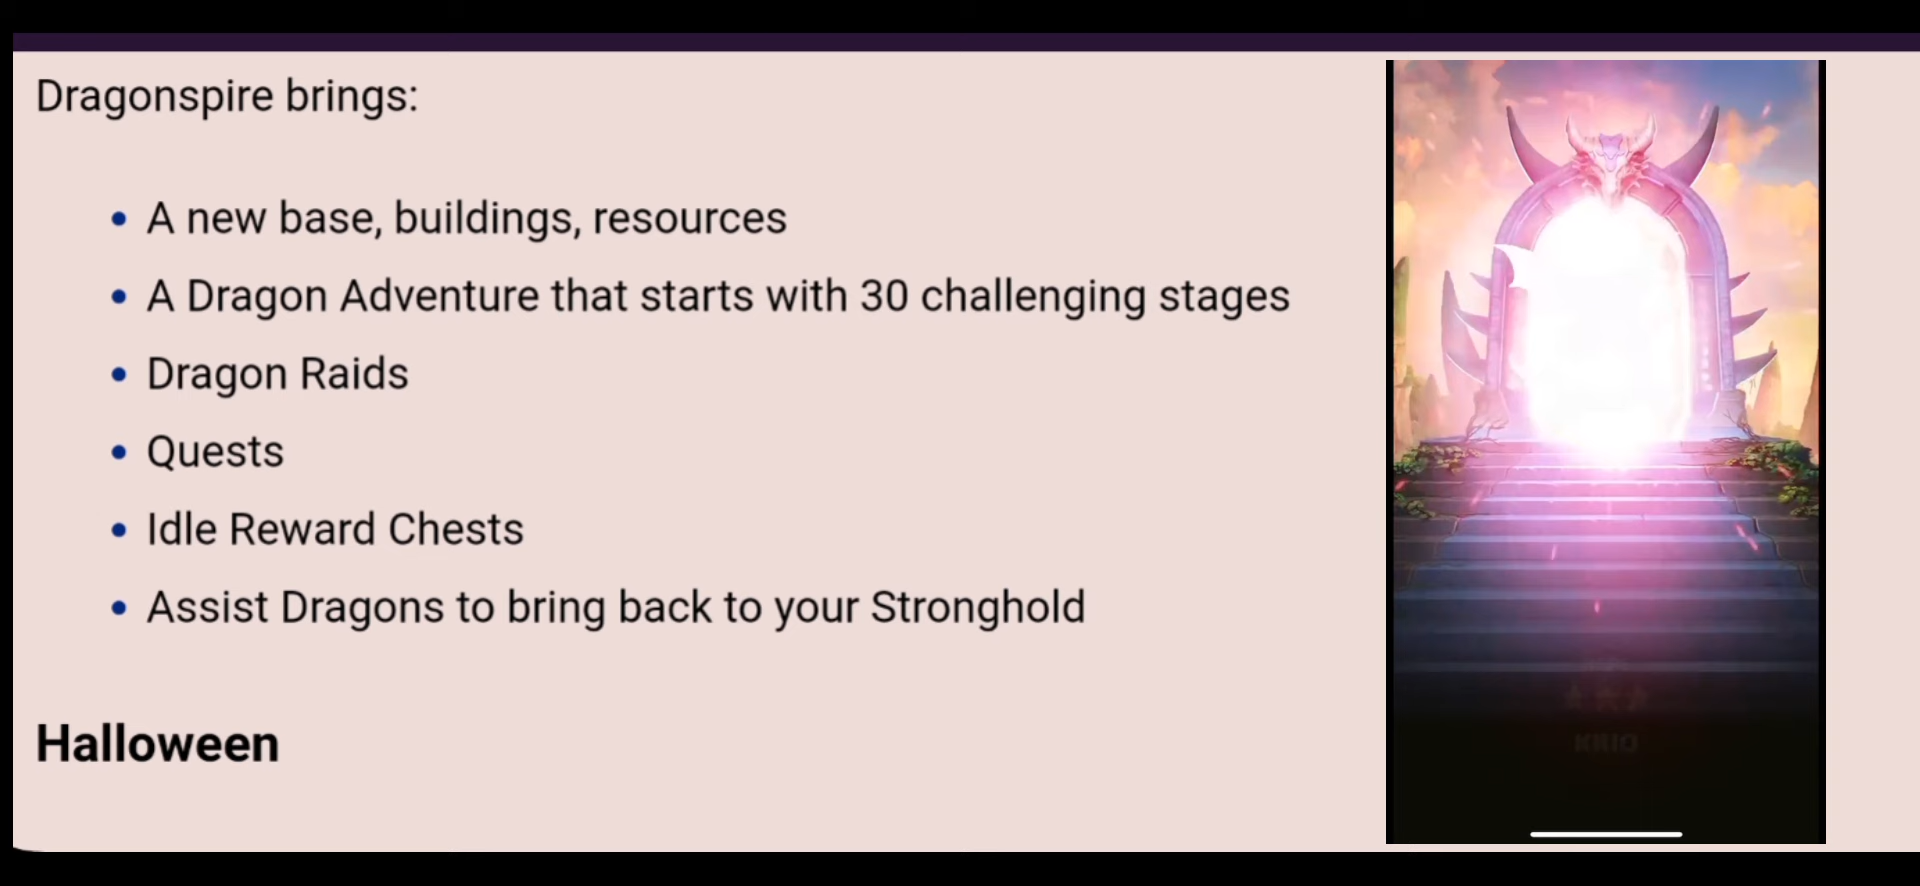 Dragonspire brings:
A new base, buildings, resources
A Dragon Adventure that starts with 30 challenging stages
Dragon Raids
Quests
Idle Reward Chests
Assist Dragons to bring back to your Stronghold
Halloween